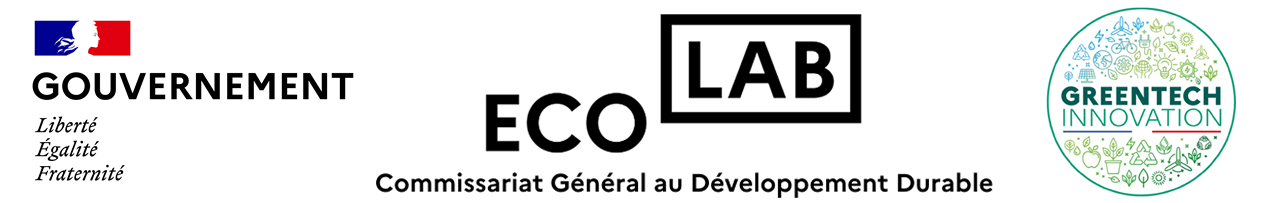 GOUVERNEMENT
Liberté
Égalité
Fraternité
ECO
LAB
Commissariat Général au Développement Durable
GREENTECH
INNOVATION